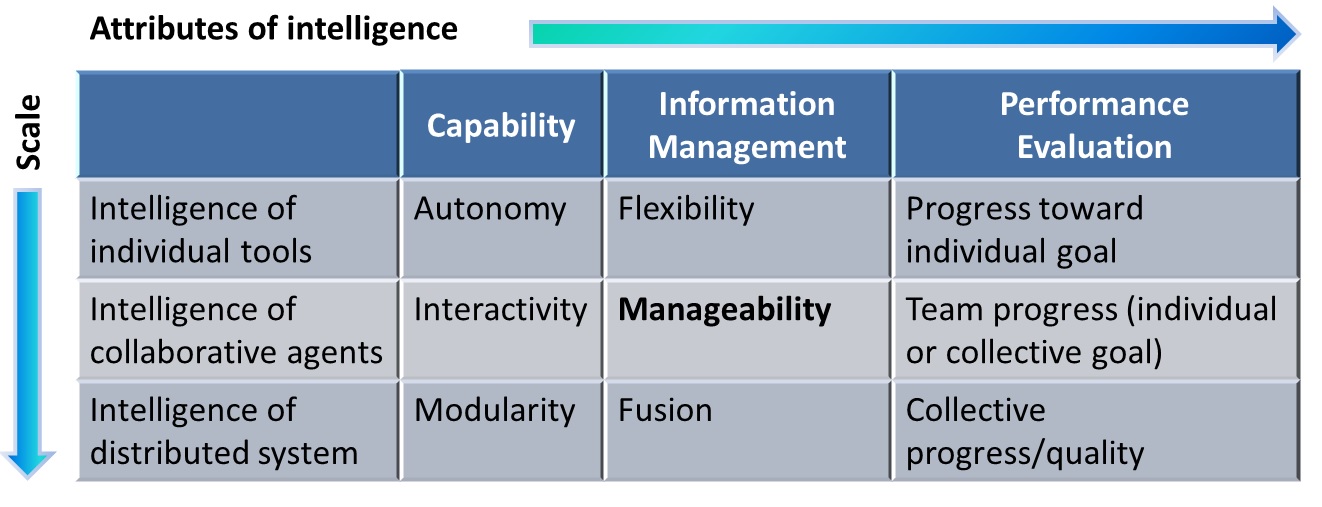 Attributes of intelligence
Scale
Capability
Information
Management
Performance
Evaluation
Intelligence of
individual tools
Autonomy
Flexibility
Progress toward
individual goal
Intelligence of
collaborative agents
Interactivity
Manageability
Team progress (individual
or collective goal)
Intelligence of
distributed system
Modularity
Fusion
Collective
progress/quality